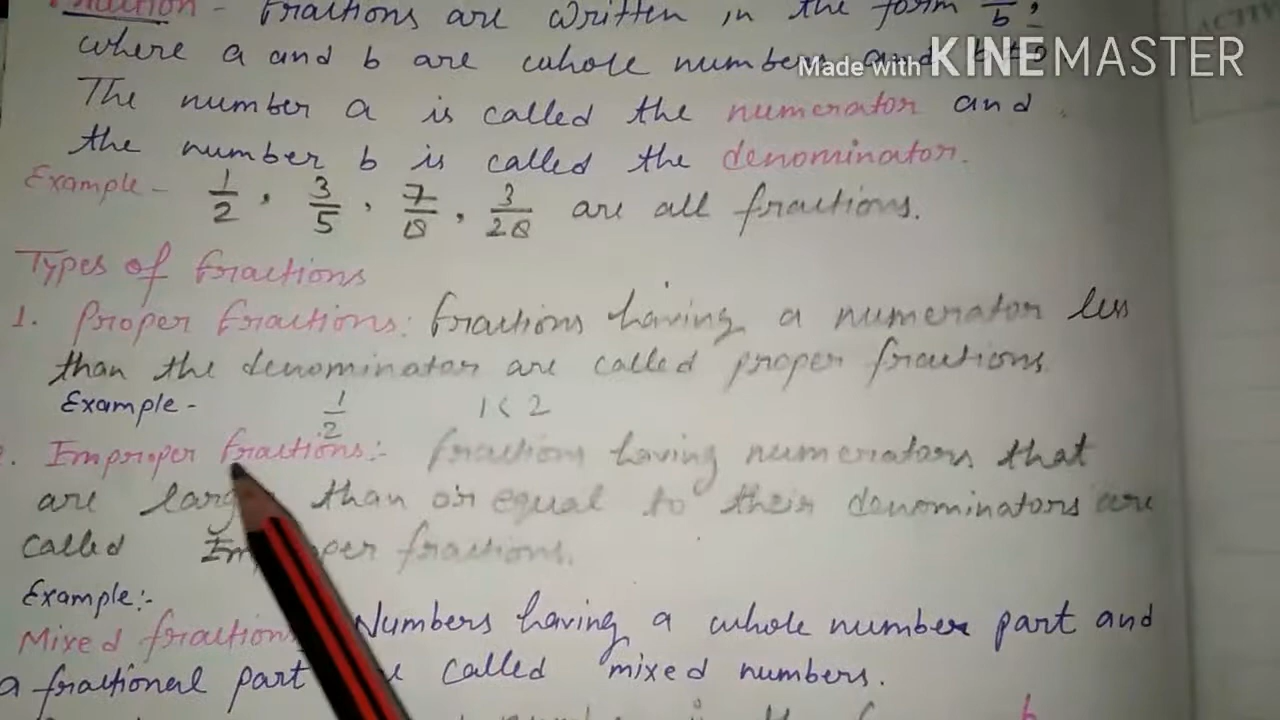 Fractions are written in the form /b,
where a and b are whole numbers and b ≠ 0
Made with KINEMASTER
The number a is called the numerator and
the number b is called the denominator.
Example - 1/2, 3/5, 7/8, 3/28 are all fractions.
Types of fractions
1. Proper fractions: fractions having a numerator less
than the denominator are called proper fractions.
Example - 1/2 1 < 2
Improper fractions:- fractions having numerators that
are than or equal to their denominators are
called fractions.
Example:-
Mixed Numbers having a whole number part and
a fractional part called mixed numbers.